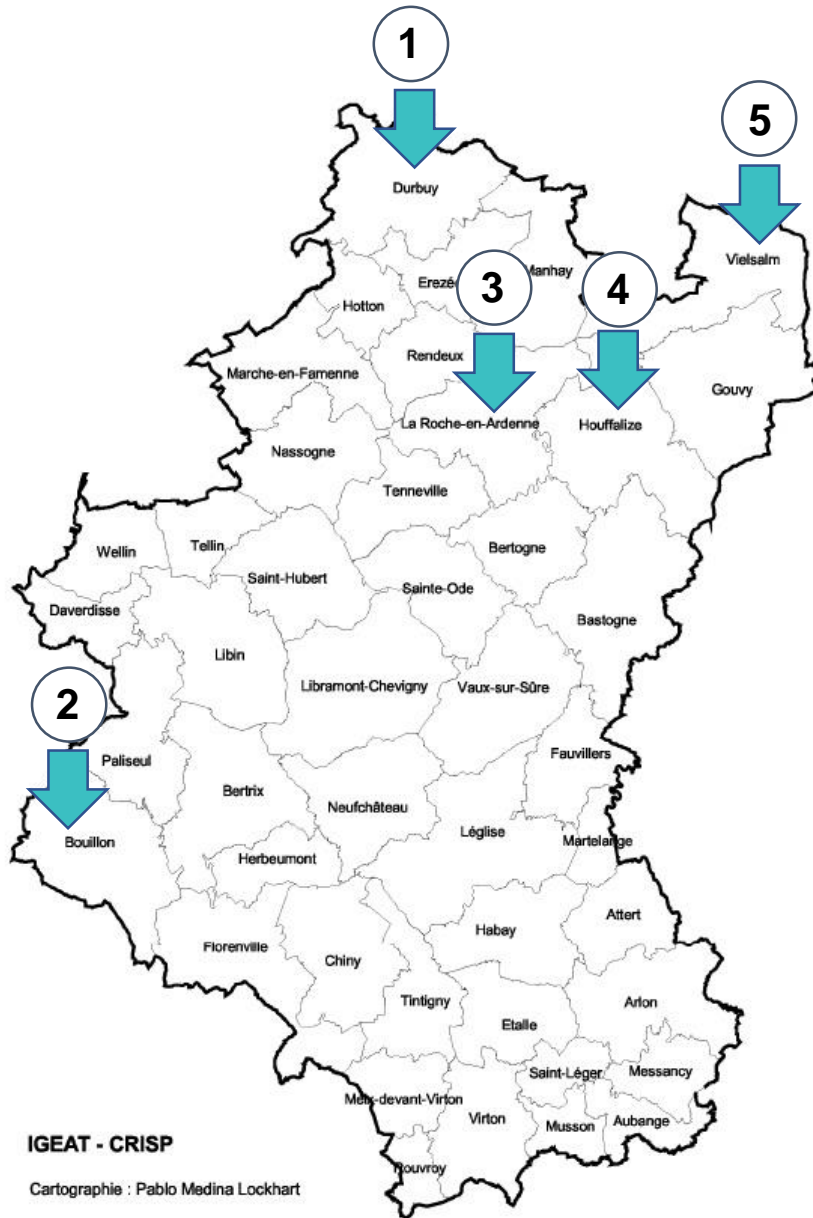 1
5
Durbuy
Vielsalm
Manhay
Erezée
3
4
Hotton
Rendeux
Marche-en-Famenne
Gouvy
La Roche-en-Ardenne
Houffalize
Nassogne
Tenneville
Tellin
Bertogne
Wellin
Saint-Hubert
Sainte-Ode
Daverdisse
Bastogne
Libin
Libramont-Chevigny
Vaux-sur-Sûre
2
Fauvillers
Paliseul
Bertrix
Neufchâteau
Léglise
Bouillon
Martelange
Herbeumont
Attert
Habay
Florenville
Chiny
Tintigny
Arlon
Etalle
Saint-Léger
Messancy
Meix-devant-Virton
Virton
Musson
Aubange
IGEAT - CRISP
Rouvroy
Cartographie : Pablo Medina Lockhart